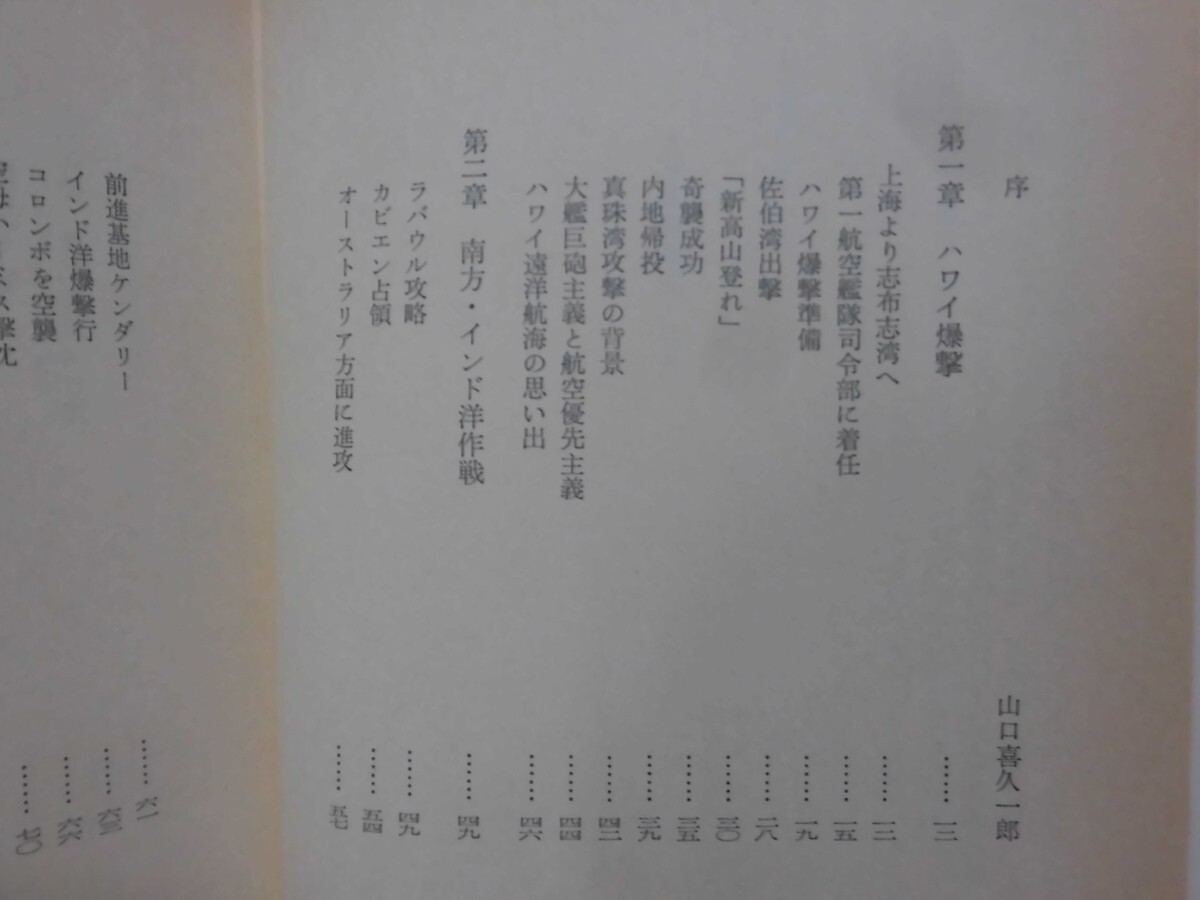 序 山口喜久一郎
第一章 ハワイ爆撃 …… 一二
上海より志布志湾へ …… 一二
第一航空艦隊司令部に着任 …… 一五
ハワイ爆撃準備 …… 一九
佐伯湾出撃 …… 二八
「新高山登れ」 …… 三〇
奇襲成功 …… 三五
内地帰投 …… 三九
真珠湾攻撃の背景 …… 四二
大艦巨砲主義と航空優先主義 …… 四四
ハワイ遠洋航海の思い出 …… 四六
第二章 南方・インド洋作戦 …… 四九
ラバウル攻略 …… 四九
カビエン占領 …… 五四
オーストラリア方面に進攻 …… 五七
前進基地ケンダリー …… 六一
インド洋爆撃行 …… 六三
コロンボを空襲 …… 六六
…… 七〇